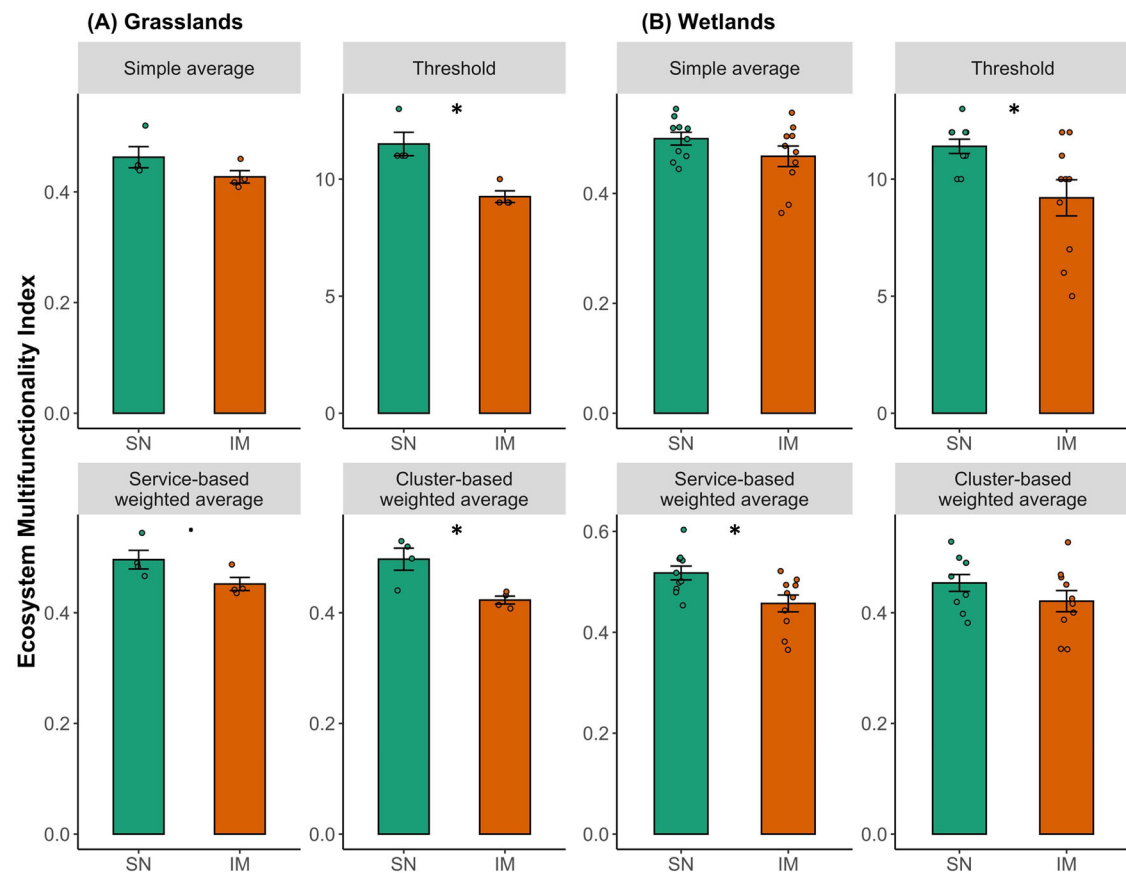 (A) Grasslands
(B) Wetlands
Ecosystem Multifunctionality Index
Simple average
0.4
0.2
0.0
SN IM
Threshold
*
10
5
0
SN IM
Simple average
0.4
0.2
0.0
SN IM
Threshold
*
10
5
0
SN IM
Service-based
weighted average
.
0.4
0.2
0.0
SN IM
Cluster-based
weighted average
*
0.4
0.2
0.0
SN IM
Service-based
weighted average
*
0.6
0.4
0.2
0.0
SN IM
Cluster-based
weighted average
0.4
0.2
0.0
SN IM